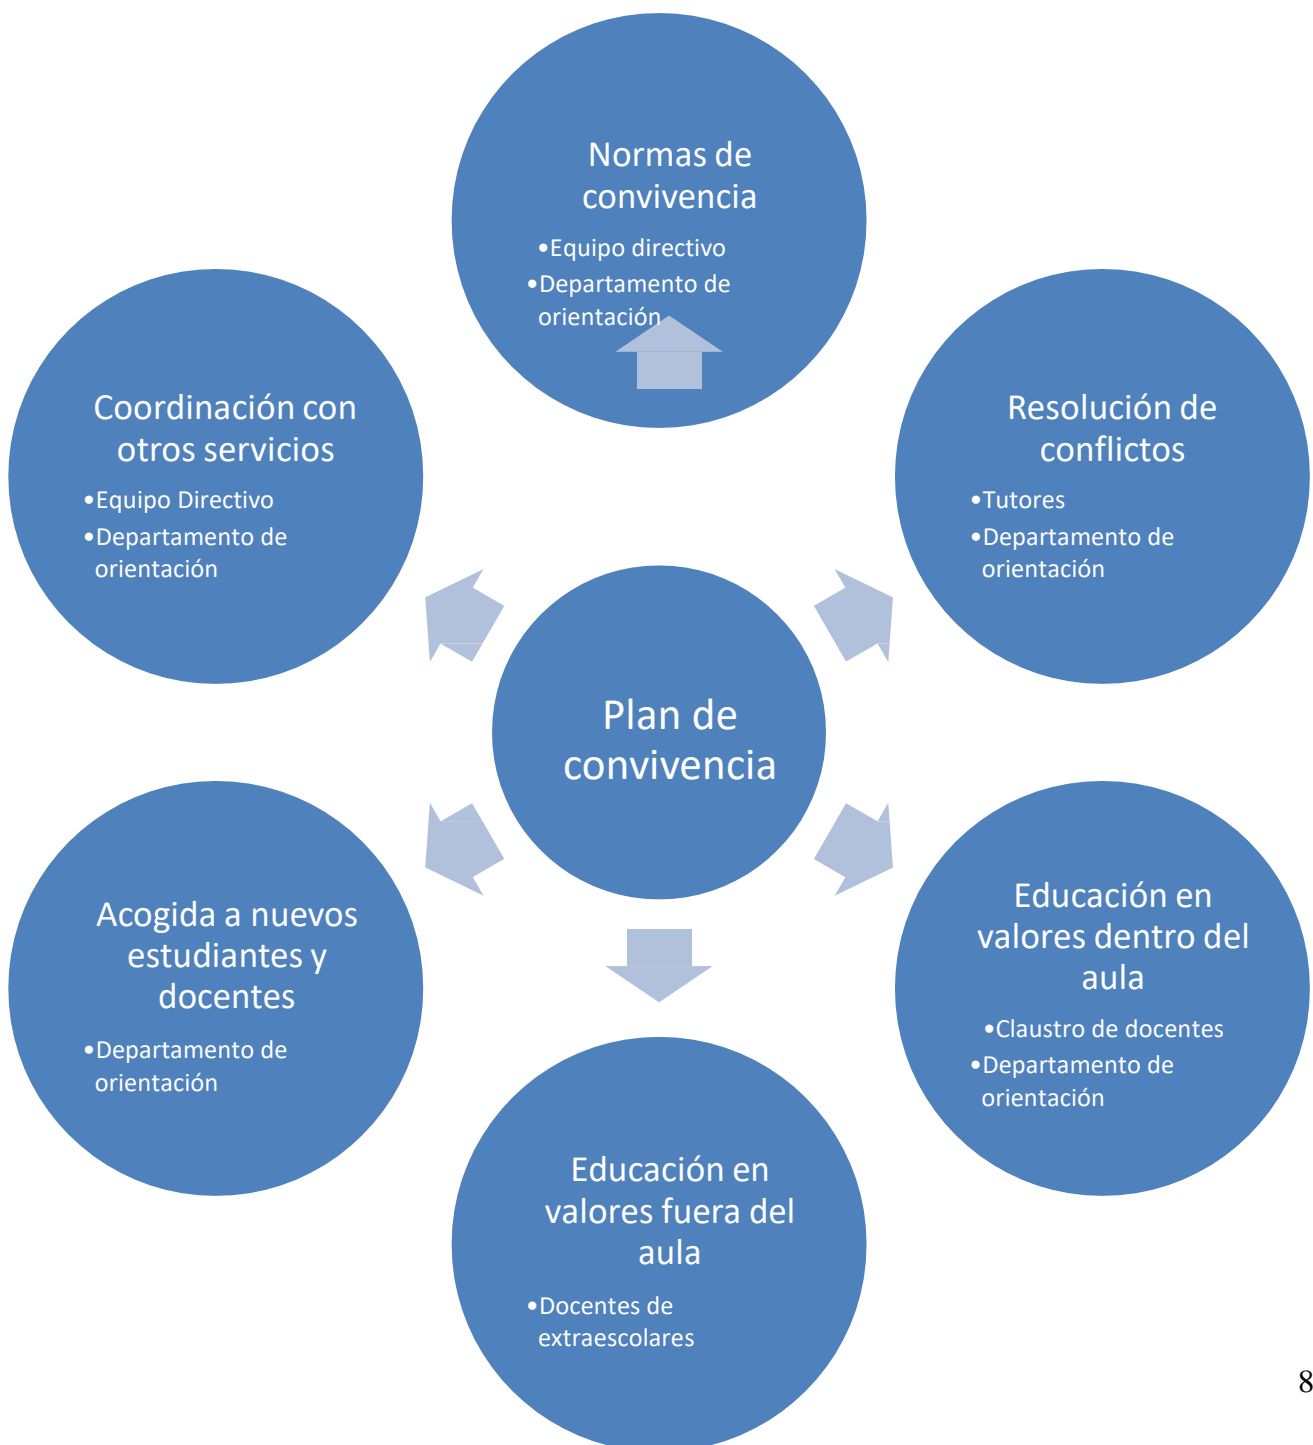 Normas de
convivencia
•Equipo directivo
•Departamento de
orientación
Coordinación con
otros servicios
•Equipo Directivo
•Departamento de
orientación
Resolución de
conflictos
•Tutores
•Departamento de
orientación
Plan de
convivencia
Acogida a nuevos
estudiantes y
docentes
•Departamento de
orientación
Educación en
valores dentro del
aula
•Claustro de docentes
•Departamento de
orientación
Educación en
valores fuera del
aula
•Docentes de
extraescolares
8